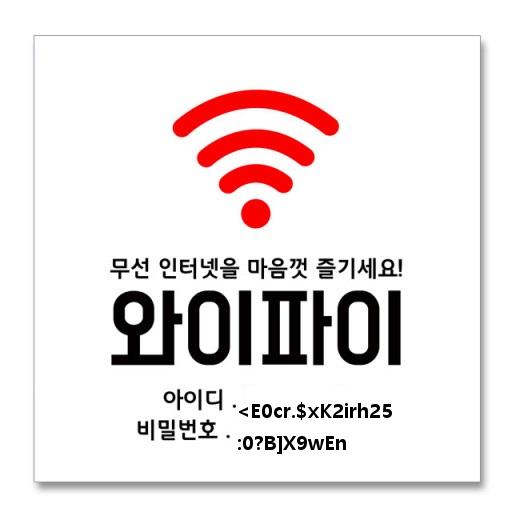 무선 인터넷을 마음껏 즐기세요!
와이파이
아이디 . <E0cr.$xK2irh25
비밀번호 . :0?B]X9wEn